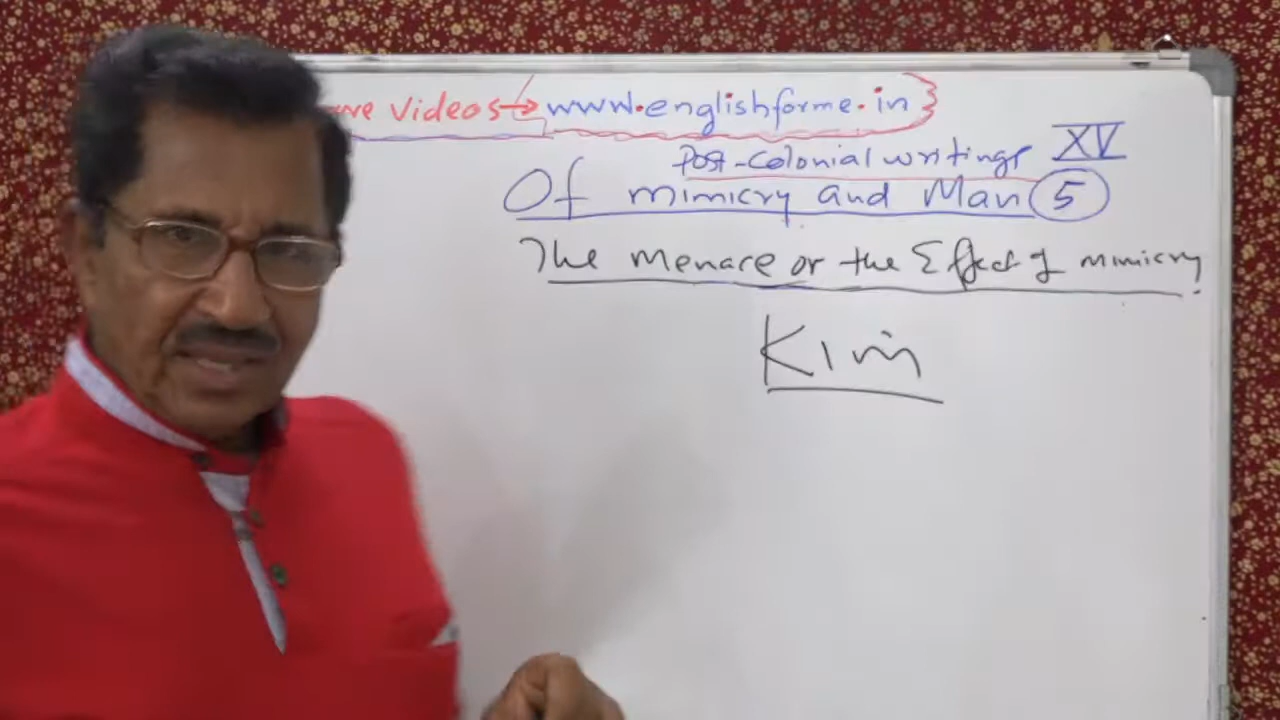 videos → www.englishforme.in
Post-Colonial writings XV
Of mimicry and Man 5
The menace or the Effect of mimicry
Kim